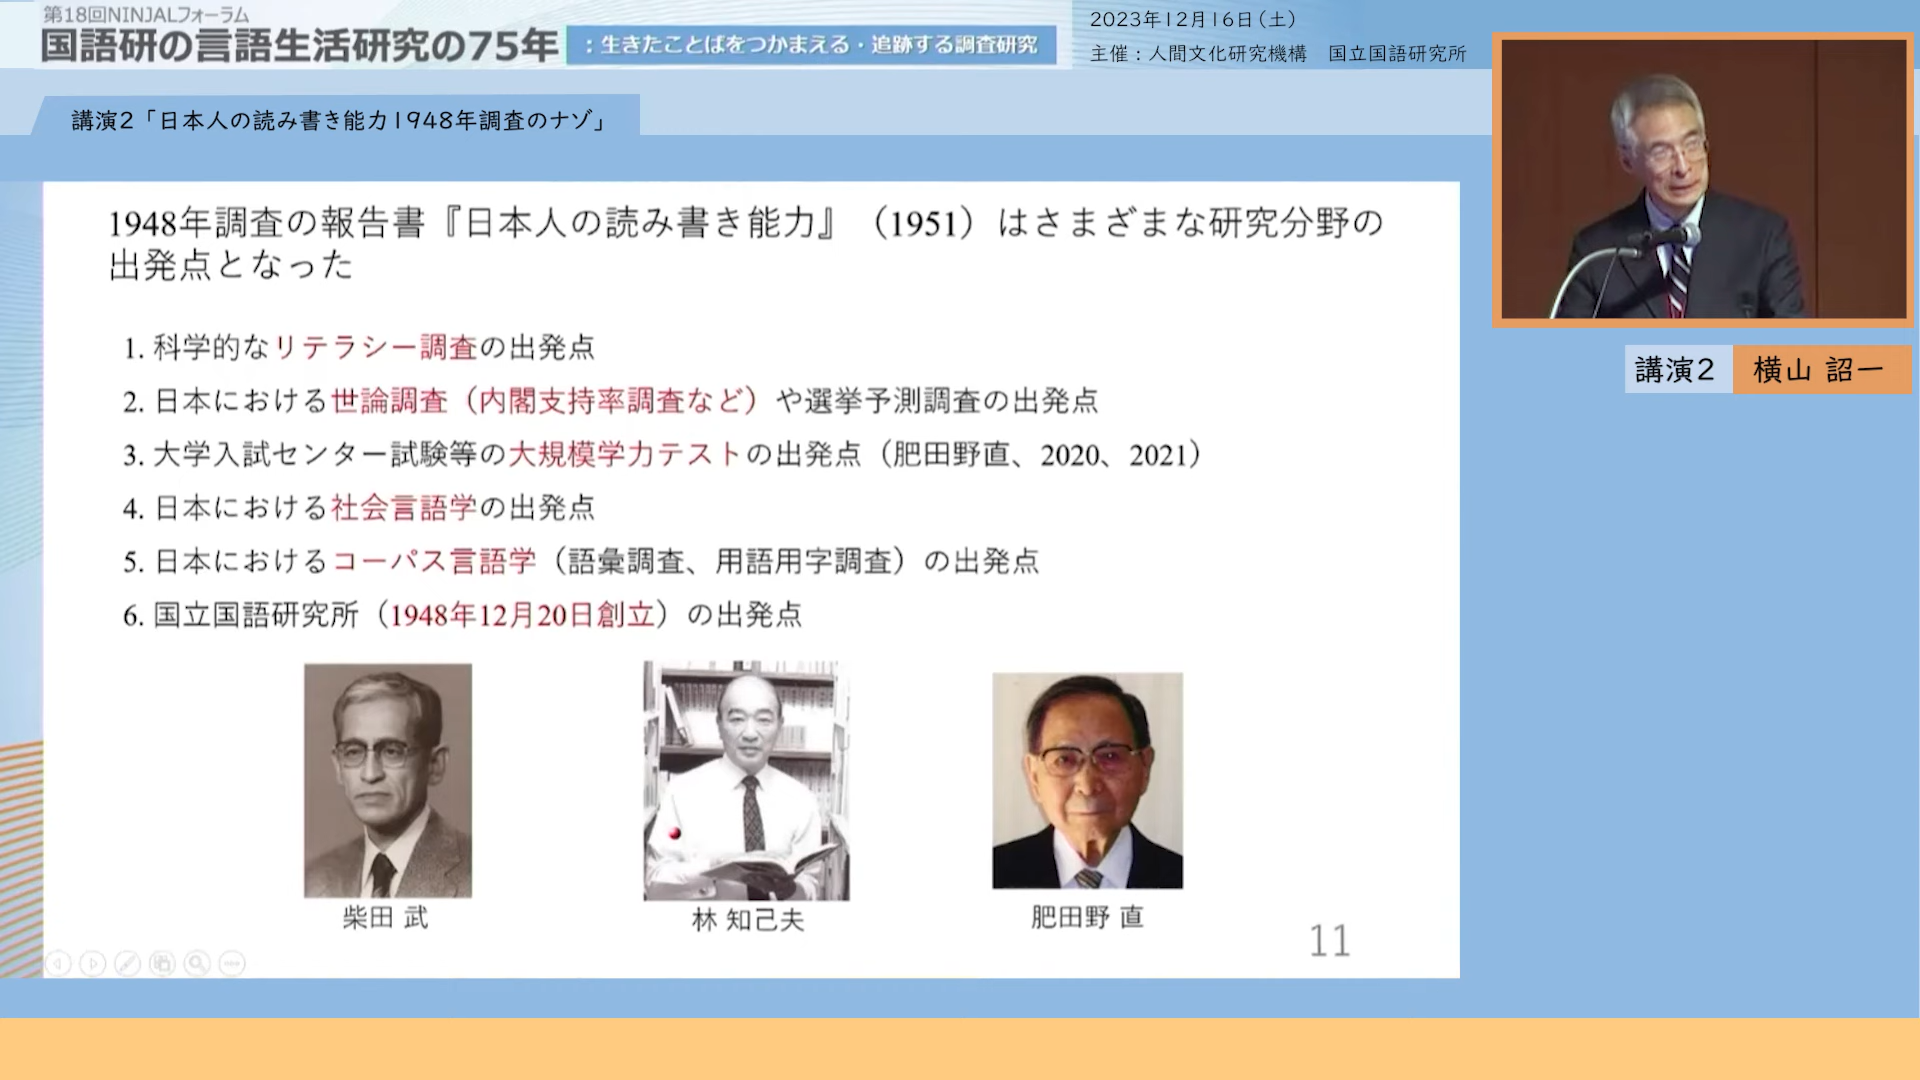 第18回NINJALフォーラム
国語研の言語生活研究の75年
：生きたことばをつかまえる・追跡する調査研究
2023年12月16日（土）
主催：人間文化研究機構　国立国語研究所
講演2「日本人の読み書き能力1948年調査のナゾ」
1948年調査の報告書『日本人の読み書き能力』（1951）はさまざまな研究分野の
出発点となった
1. 科学的なリテラシー調査の出発点
2. 日本における世論調査（内閣支持率調査など）や選挙予測調査の出発点
3. 大学入試センター試験等の大規模学力テストの出発点（肥田野直、2020、2021）
4. 日本における社会言語学の出発点
5. 日本におけるコーパス言語学（語彙調査、用語用字調査）の出発点
6. 国立国語研究所（1948年12月20日創立）の出発点
柴田 武
林 知己夫
肥田野 直
11
講演2
横山 詔一